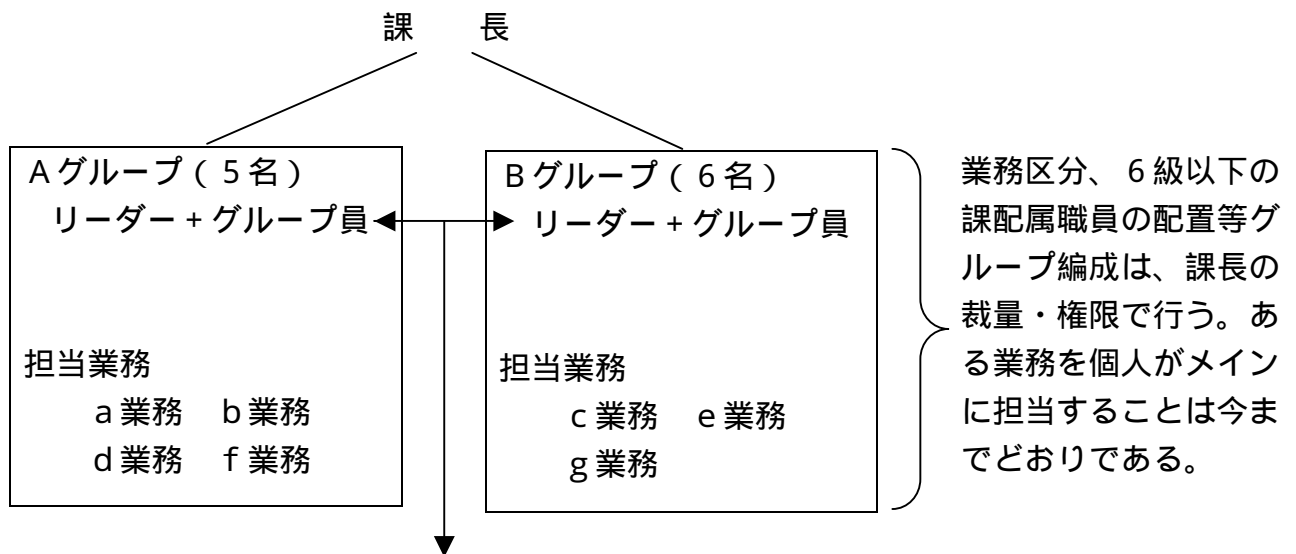 課　　長
Aグループ（5名）
リーダー+グループ員
担当業務
a業務　b業務
d業務　f業務
Bグループ（6名）
リーダー+グループ員
担当業務
c業務　e業務
g業務
業務区分、6級以下の
課配属職員の配置等グ
ループ編成は、課長の
裁量・権限で行う。あ
る業務を個人がメイン
に担当することは今ま
でどおりである。